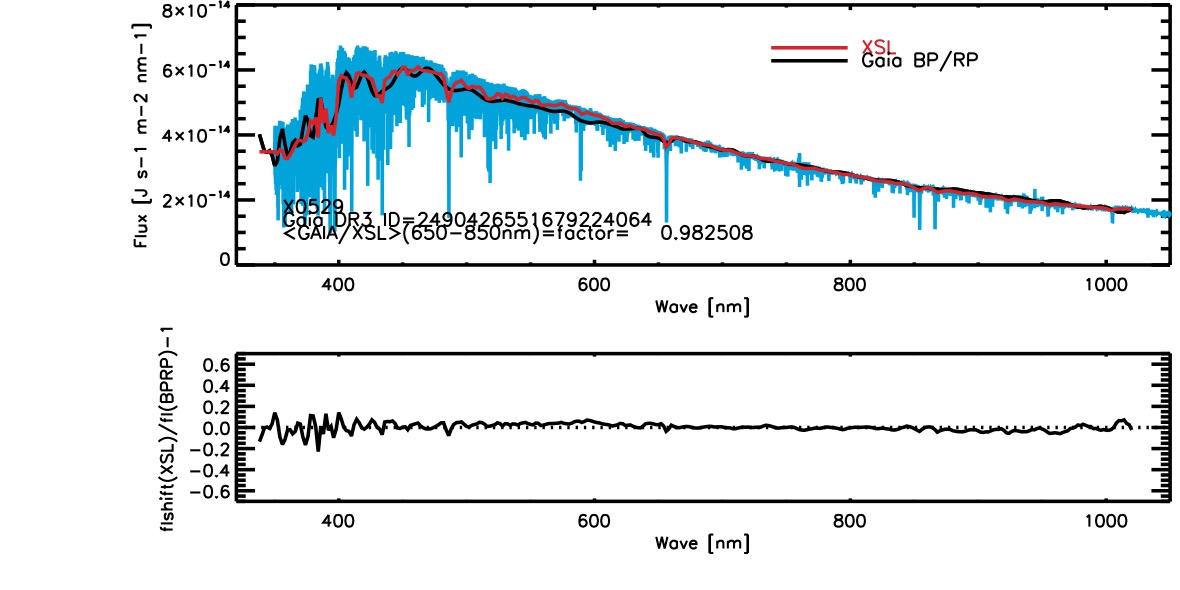 8×10-14
6×10-14
4×10-14
2×10-14
0
Flux [J s-1 m-2 nm-1]
XSL
Gaia BP/RP
X0529
Gaia DR3 ID=2490426551679224064
<GAIA/XSL>(650-850nm)=factor= 0.982508
400 600 800 1000
Wave [nm]
flshift(XSL)/fl(BPRP)-1
0.6
0.4
0.2
0.0
-0.2
-0.4
-0.6
400 600 800 1000
Wave [nm]